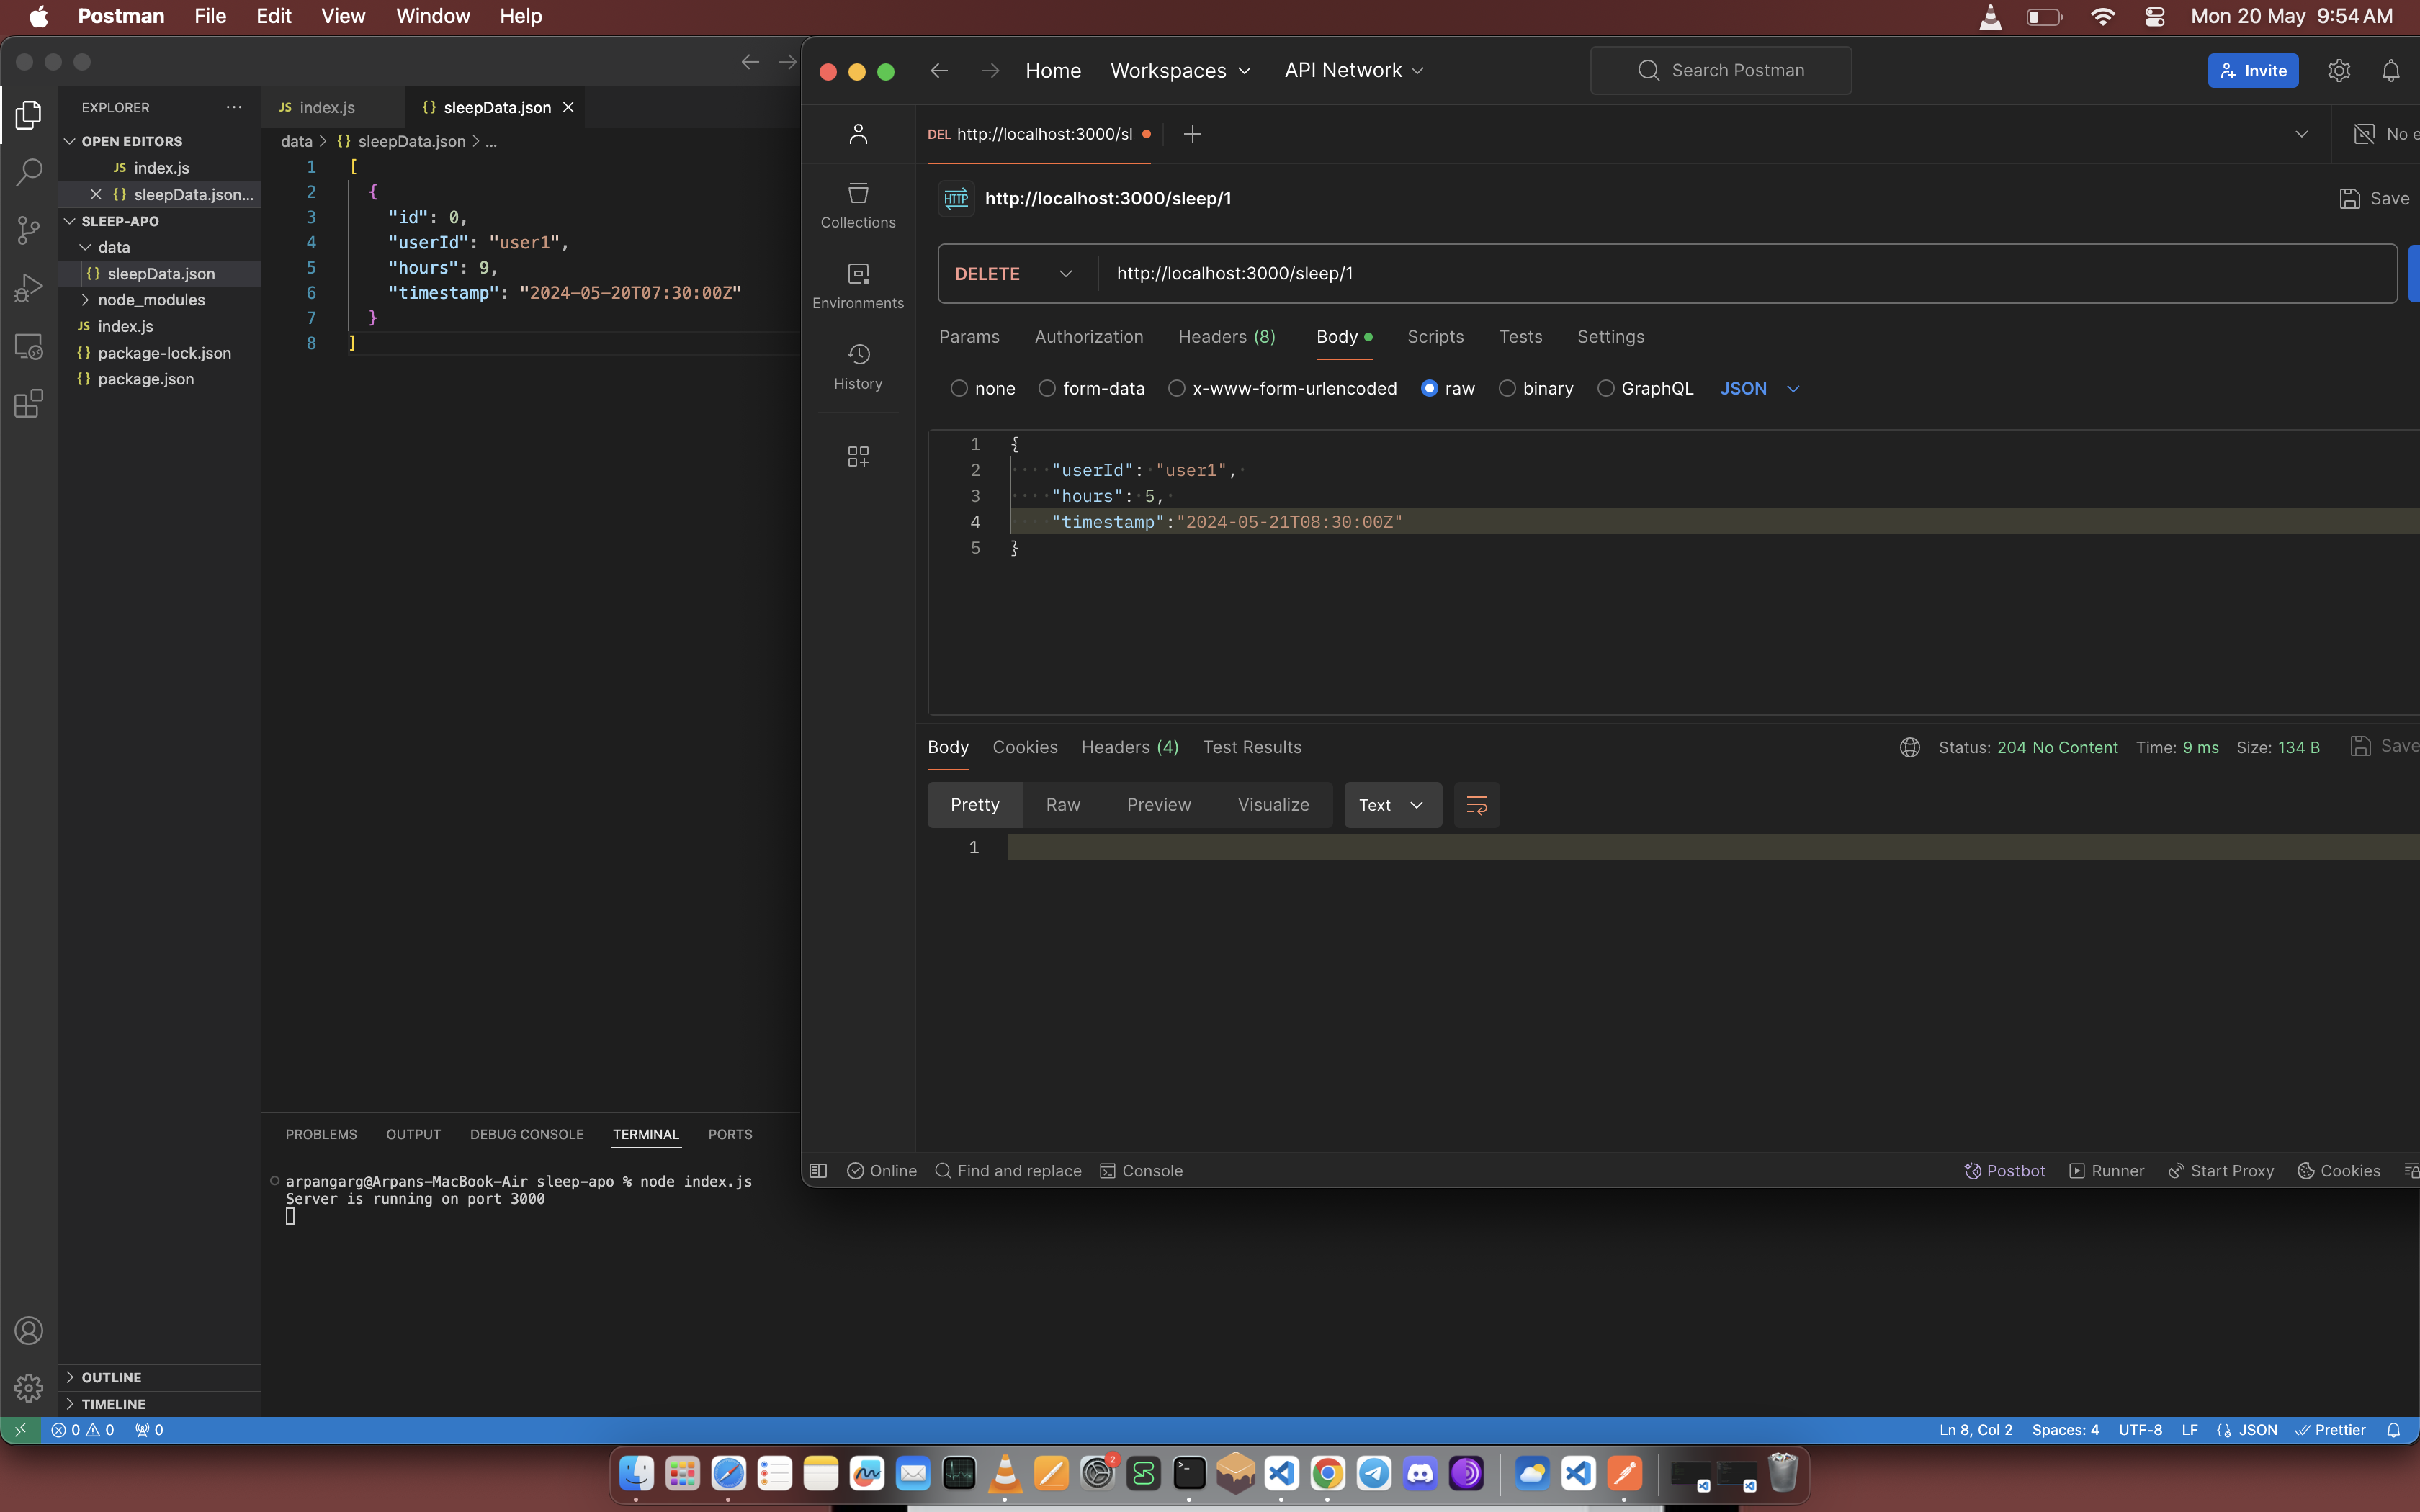 Postman File Edit View Window Help
Mon 20 May 9:54 AM
EXPLORER
OPEN EDITORS
JS index.js
{} sleepData.json...
SLEEP-APO
data
{} sleepData.json
node_modules
JS index.js
{} package-lock.json
{} package.json
OUTLINE
TIMELINE
JS index.js {} sleepData.json
data > {} sleepData.json > ...
1 [
2 {
3 "id": 0,
4 "userId": "user1",
5 "hours": 9,
6 "timestamp": "2024-05-20T07:30:00Z"
7 }
8 ]
PROBLEMS OUTPUT DEBUG CONSOLE TERMINAL PORTS
arpangarg@Arpans-MacBook-Air sleep-apo % node index.js
Server is running on port 3000
Home Workspaces API Network Search Postman Invite
DEL http://localhost:3000/sl No e
HTTP http://localhost:3000/sleep/1 Save
Collections
Environments
History
DELETE http://localhost:3000/sleep/1
Params Authorization Headers (8) Body Scripts Tests Settings
none form-data x-www-form-urlencoded raw binary GraphQL JSON
1 {
2 "userId": "user1",
3 "hours": 5,
4 "timestamp":"2024-05-21T08:30:00Z"
5 }
Body Cookies Headers (4) Test Results Status: 204 No Content Time: 9 ms Size: 134 B Save
Pretty Raw Preview Visualize Text
1
Online Find and replace Console Postbot Runner Start Proxy Cookies
0 0 0 Ln 8, Col 2 Spaces: 4 UTF-8 LF {} JSON Prettier
2